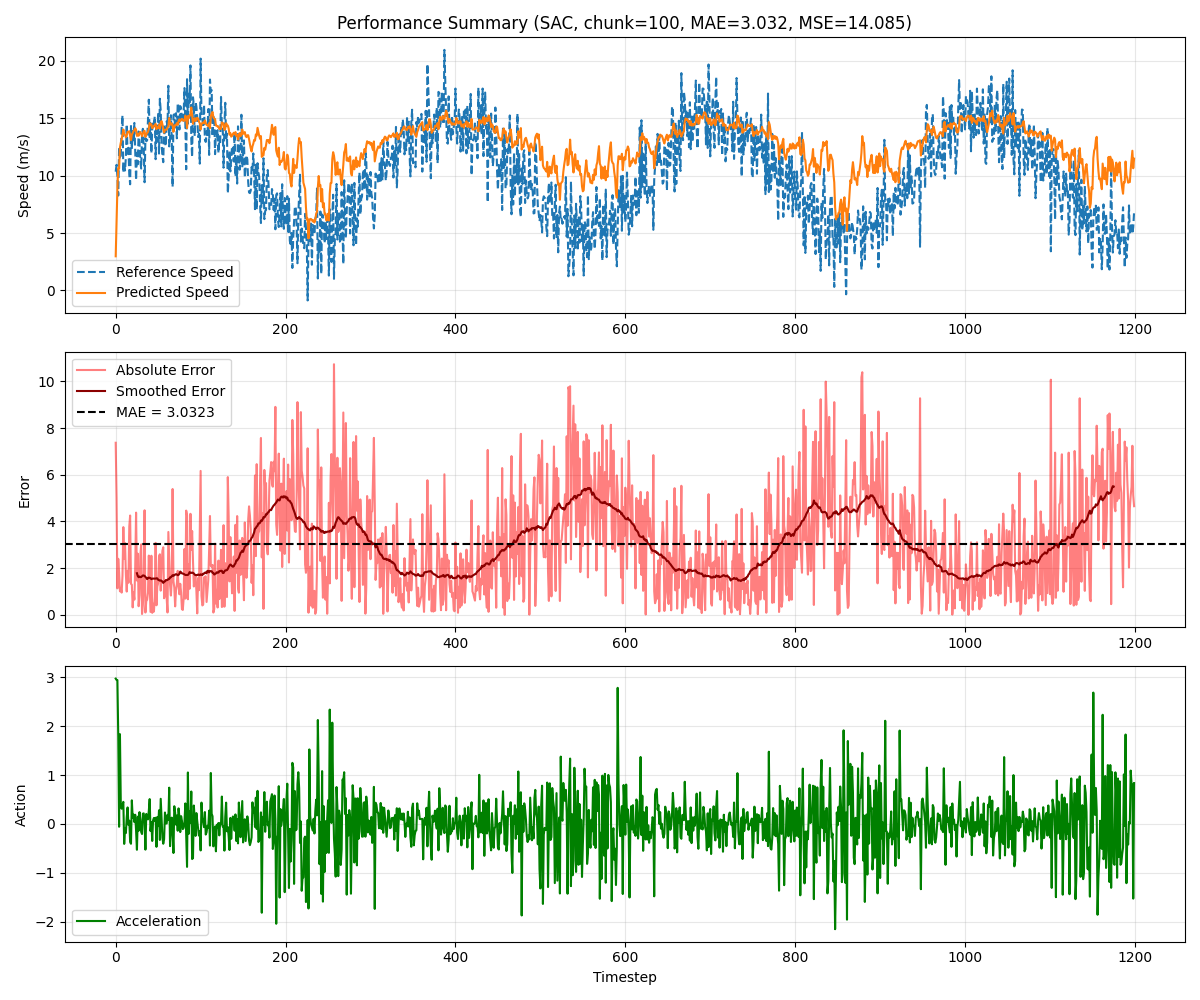 Performance Summary (SAC, chunk=100, MAE=3.032, MSE=14.085)
Speed (m/s)
20
15
10
5
0
Reference Speed
Predicted Speed
0 200 400 600 800 1000 1200
Error
10
8
6
4
2
0
Absolute Error
Smoothed Error
MAE = 3.0323
0 200 400 600 800 1000 1200
Action
3
2
1
0
−1
−2
Acceleration
0 200 400 600 800 1000 1200
Timestep